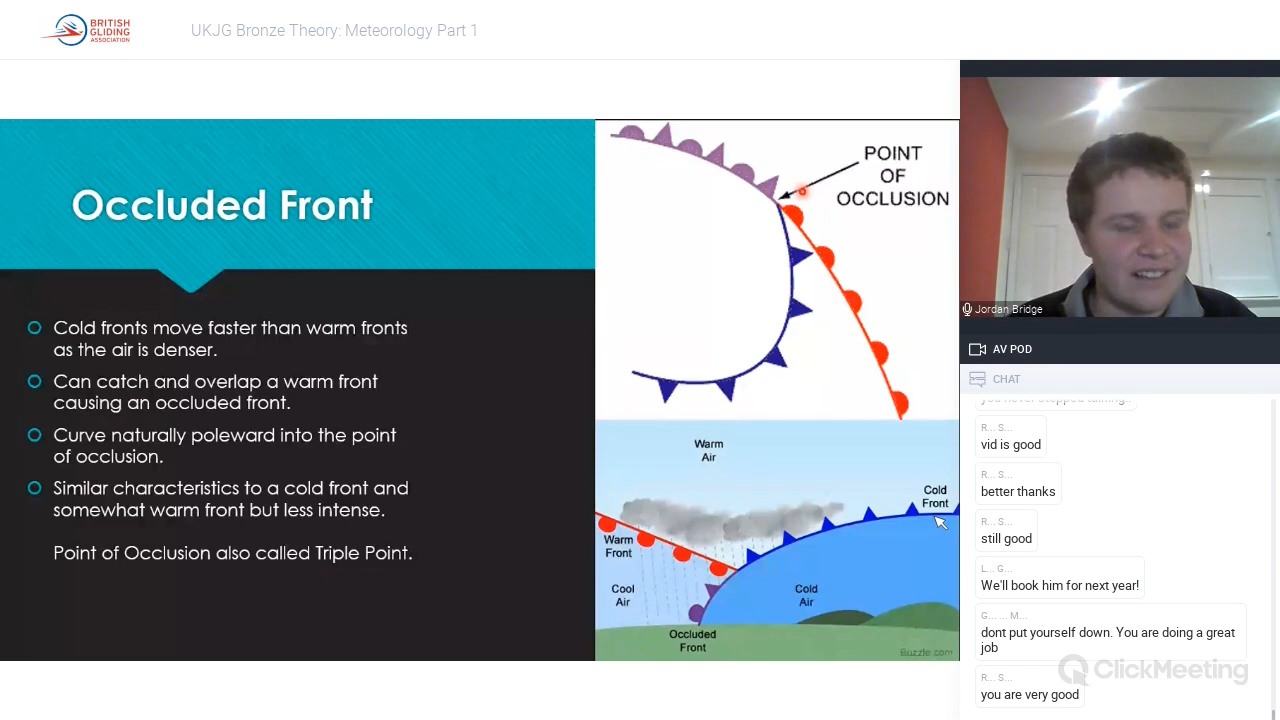 BRITISH
GLIDING
ASSOCIATION
UKJG Bronze Theory: Meteorology Part 1
Occluded Front
Cold fronts move faster than warm fronts
as the air is denser.
Can catch and overlap a warm front
causing an occluded front.
Curve naturally poleward into the point
of occlusion.
Similar characteristics to a cold front and
somewhat warm front but less intense.
Point of Occlusion also called Triple Point.
POINT
OF
OCCLUSION
Warm
Air
Cold
Front
Warm
Front
Cool
Air
Cold
Air
Occluded
Front
Buzzle.com
Jordan Bridge
AV POD
CHAT
you never stopped talking..
R... S...
vid is good
R... S...
better thanks
R... S...
still good
L... G...
We'll book him for next year!
G... ... M...
dont put yourself down. You are doing a great
job
ClickMeeting
R... S...
you are very good